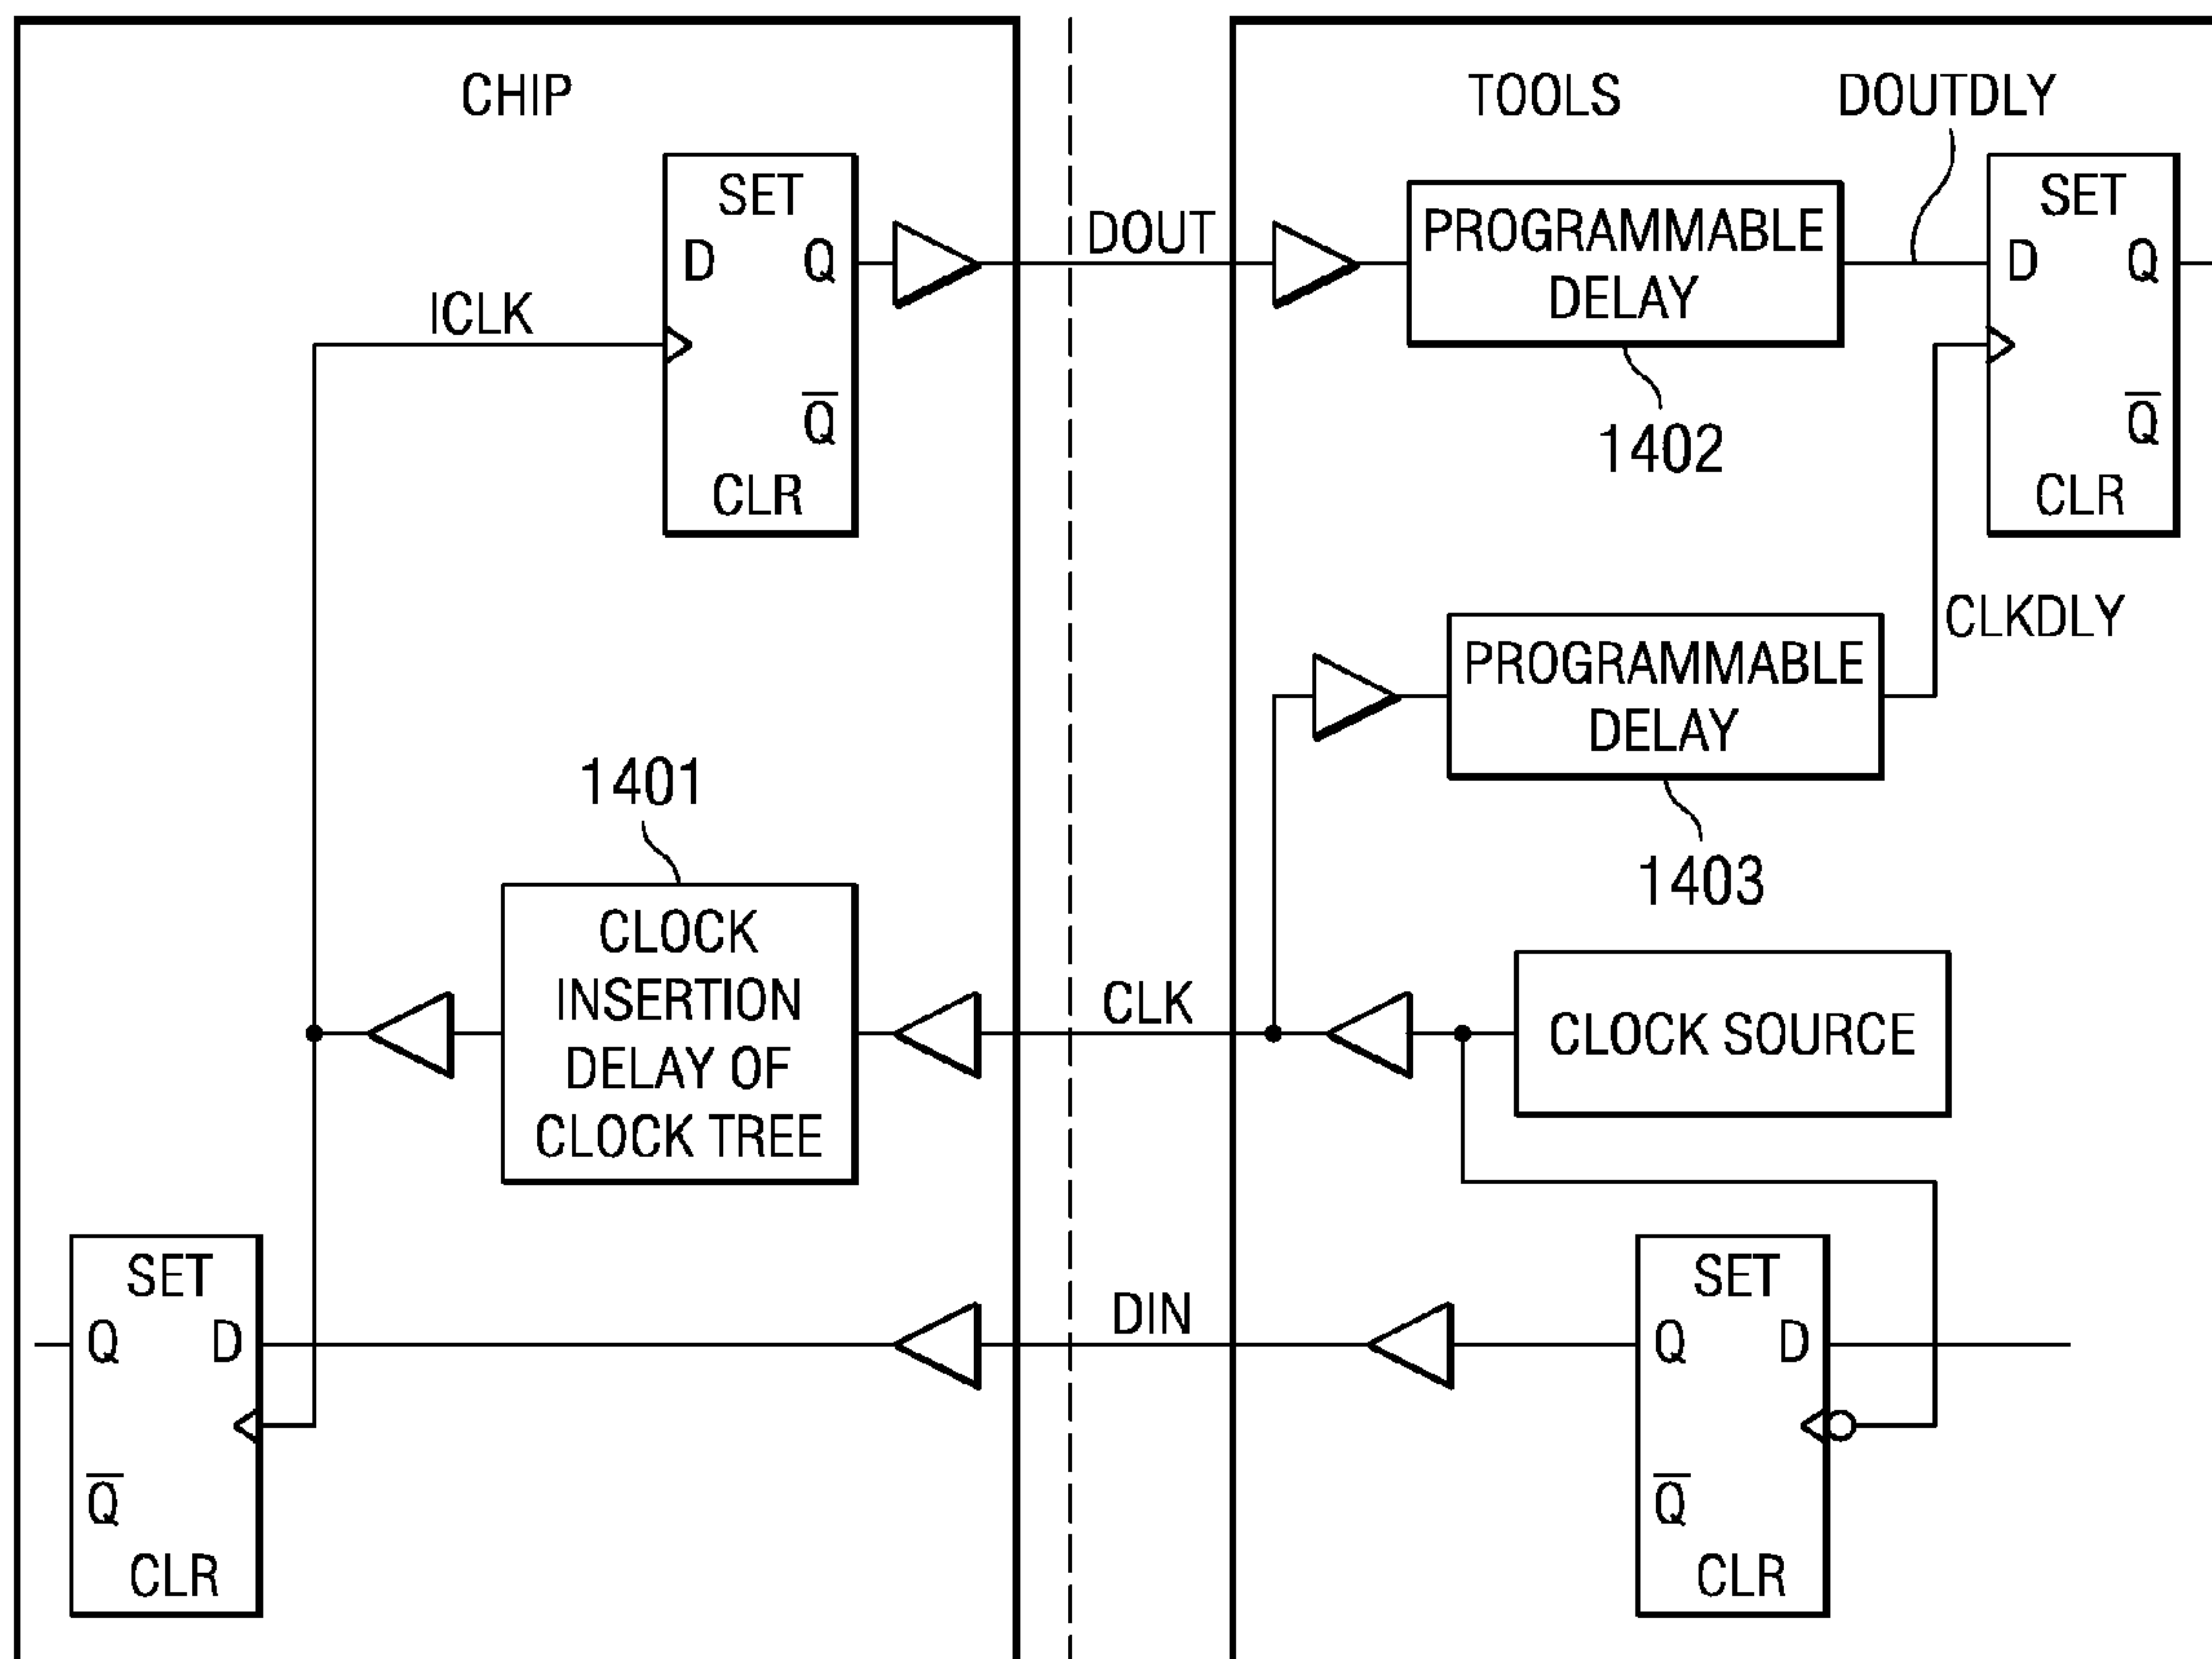 CHIP
TOOLS
DOUTDLY
SET
D
Q
Q̅
CLR
DOUT
PROGRAMMABLE
DELAY
1402
SET
D
Q
Q̅
CLR
ICLK
CLKDLY
PROGRAMMABLE
DELAY
1403
1401
CLOCK
INSERTION
DELAY OF
CLOCK TREE
CLK
CLOCK SOURCE
SET
Q
D
Q̅
CLR
DIN
SET
Q
D
Q̅
CLR